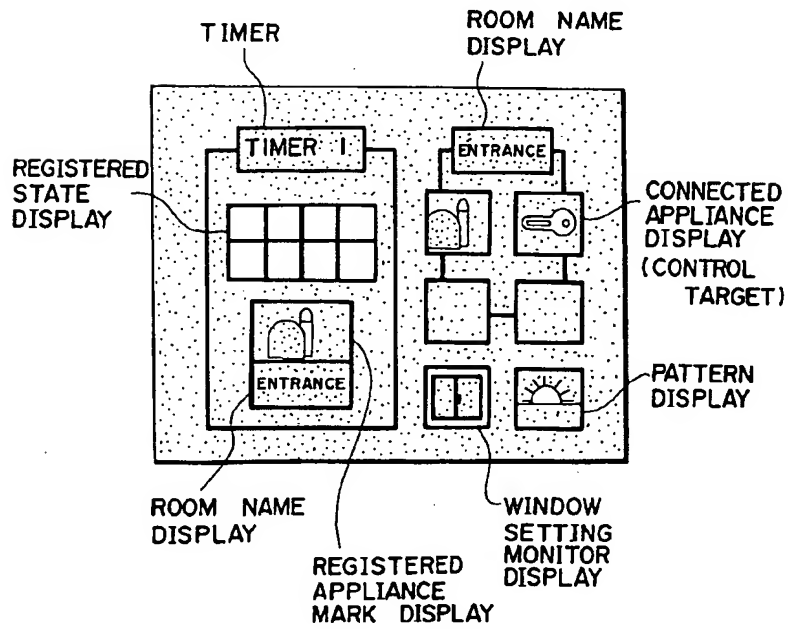 TIMER
ROOM NAME
DISPLAY
TIMER 1
ENTRANCE
REGISTERED
STATE
DISPLAY
CONNECTED
APPLIANCE
DISPLAY
(CONTROL
TARGET)
ENTRANCE
PATTERN
DISPLAY
ROOM NAME
DISPLAY
REGISTERED
APPLIANCE
MARK DISPLAY
WINDOW
SETTING
MONITOR
DISPLAY